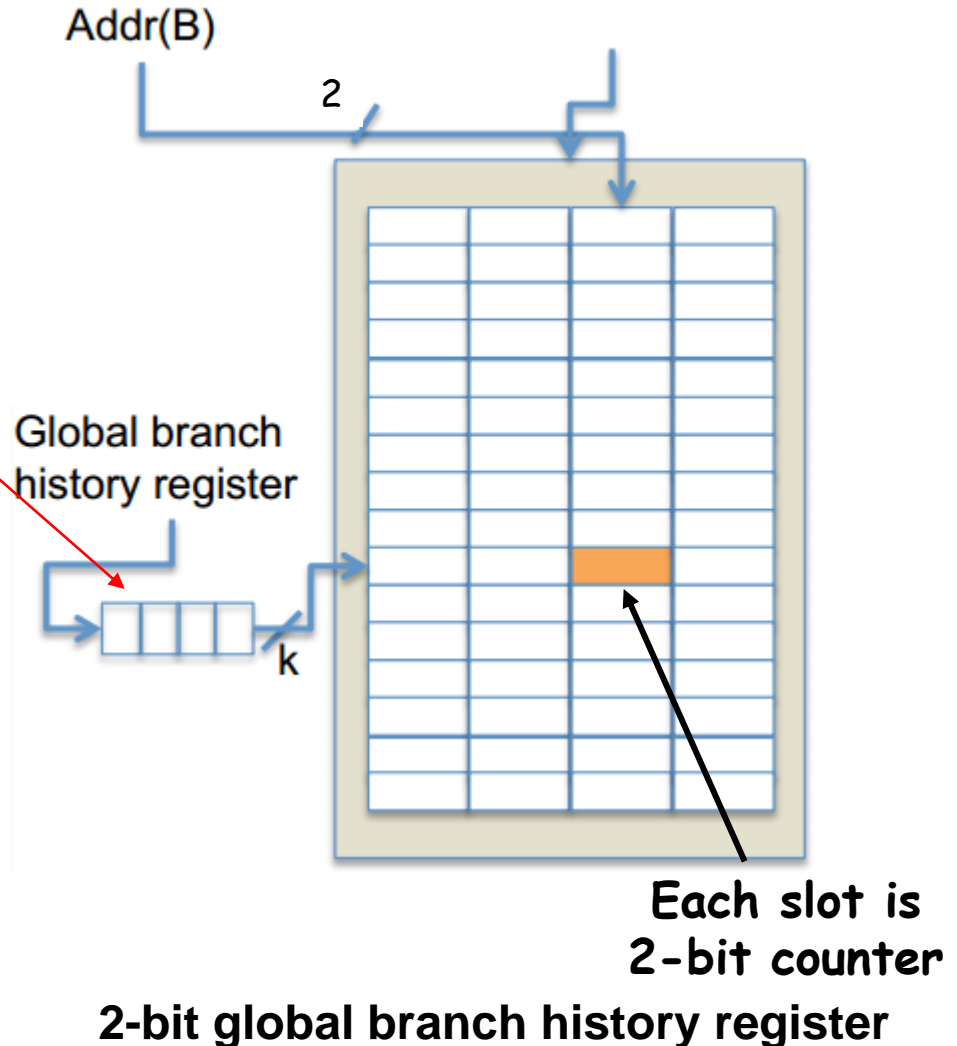 Addr(B)
2
Global branch
history register
k
Each slot is
2-bit counter
2-bit global branch history register